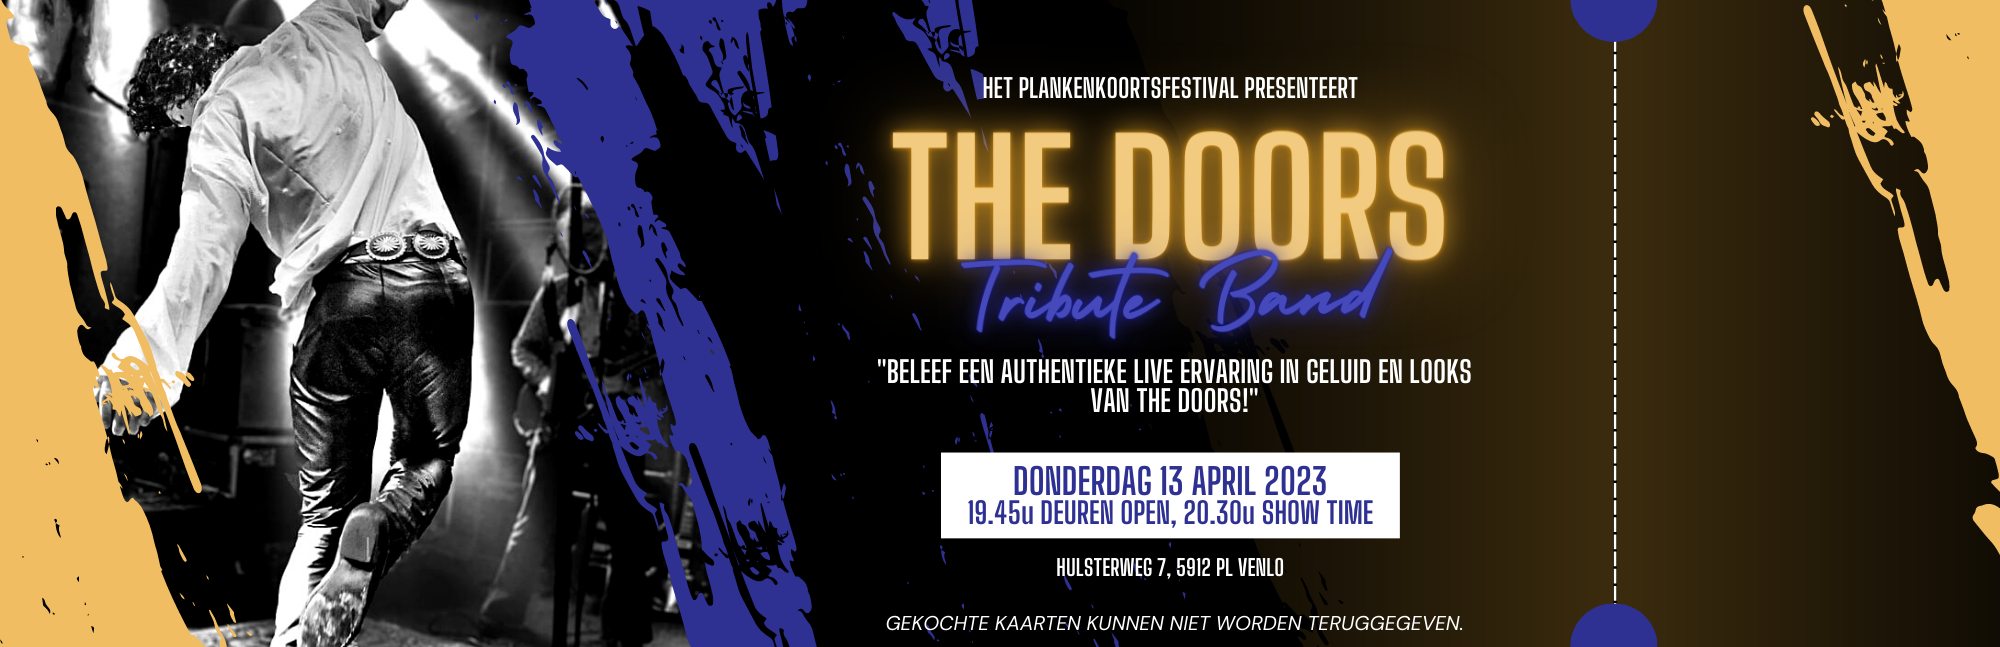 HET PLANKENKOORTSFESTIVAL PRESENTEERT
THE DOORS
Tribute Band
"BELEEF EEN AUTHENTIEKE LIVE ERVARING IN GELUID EN LOOKS
VAN THE DOORS!"
DONDERDAG 13 APRIL 2023
19.45u DEUREN OPEN, 20.30u SHOW TIME
HULSTERWEG 7, 5912 PL VENLO
GEKOCHTE KAARTEN KUNNEN NIET WORDEN TERUGGEGEVEN.